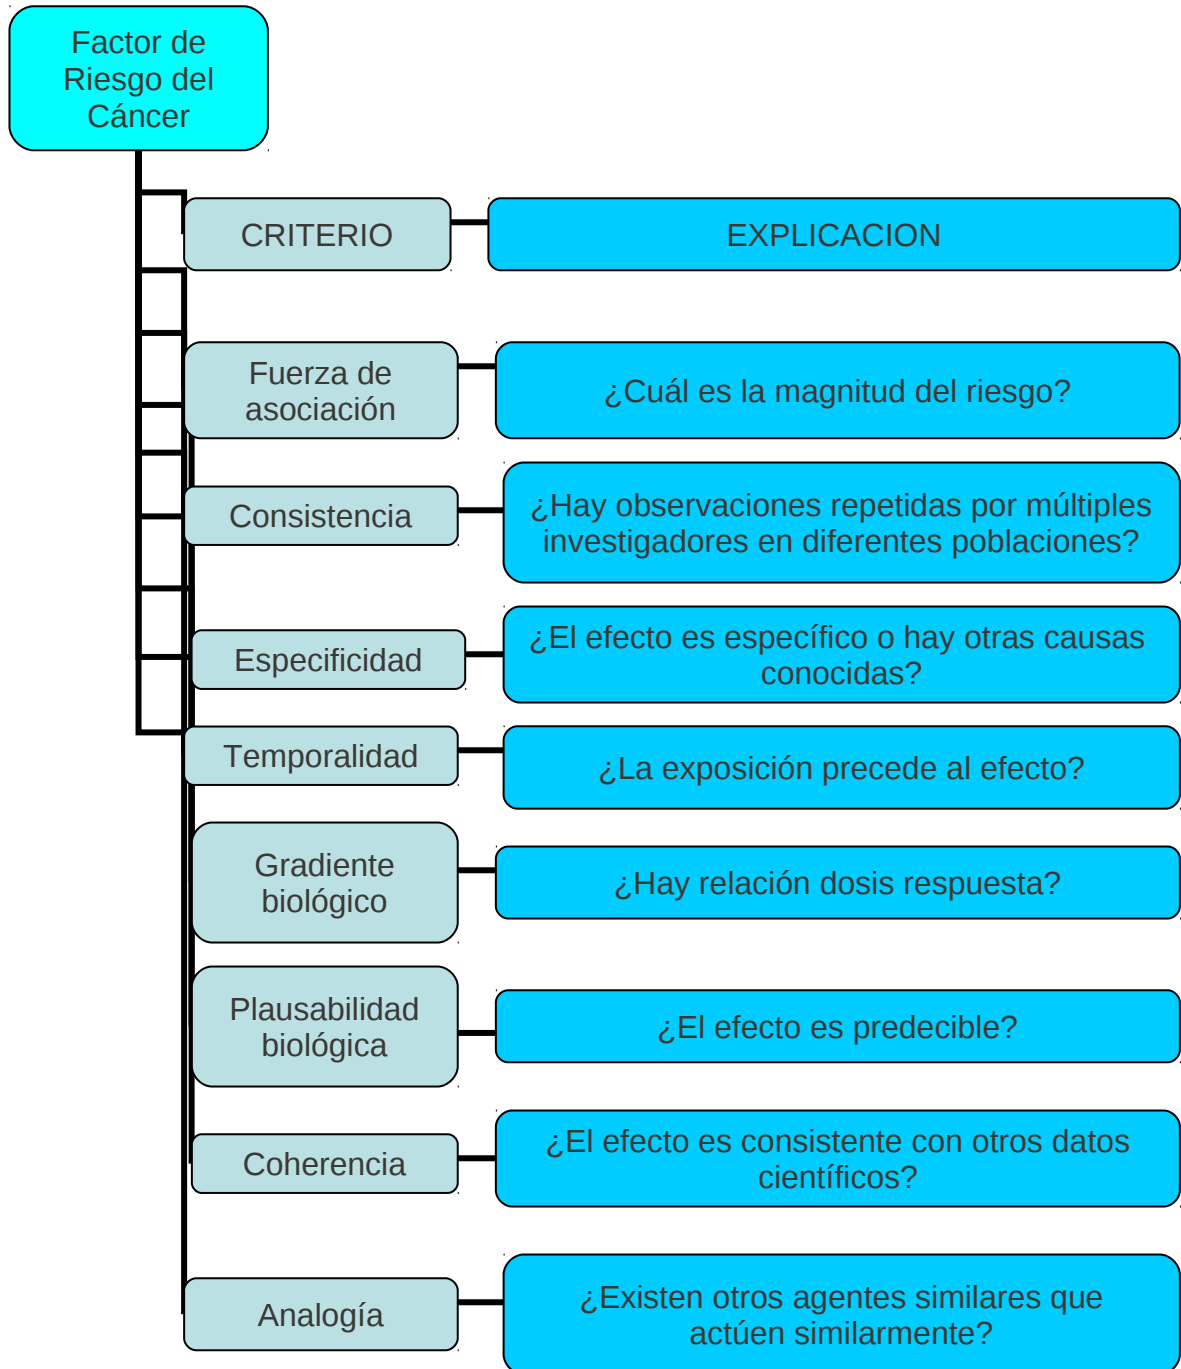 Factor de
Riesgo del
Cáncer
CRITERIO
EXPLICACION
Fuerza de
asociación
¿Cuál es la magnitud del riesgo?
Consistencia
¿Hay observaciones repetidas por múltiples
investigadores en diferentes poblaciones?
Especificidad
¿El efecto es específico o hay otras causas
conocidas?
Temporalidad
¿La exposición precede al efecto?
Gradiente
biológico
¿Hay relación dosis respuesta?
Plausabilidad
biológica
¿El efecto es predecible?
Coherencia
¿El efecto es consistente con otros datos
científicos?
Analogía
¿Existen otros agentes similares que
actúen similarmente?